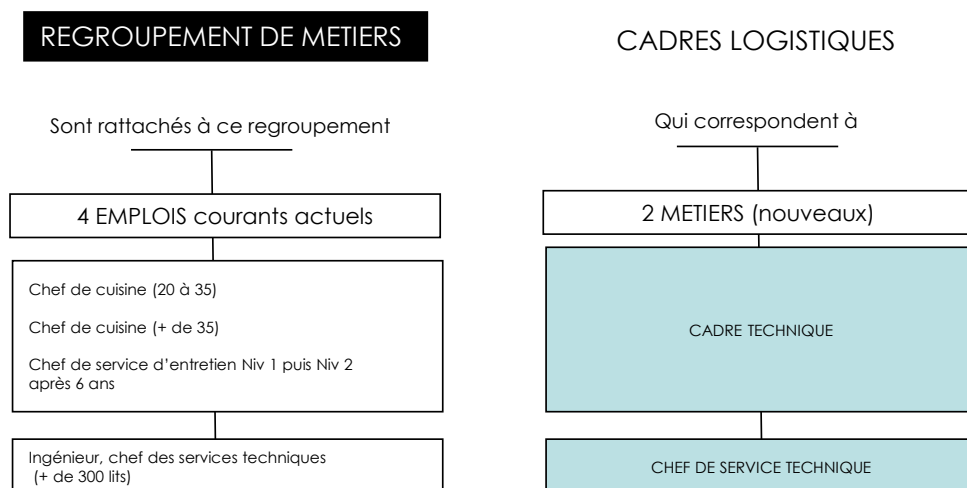 REGROUPEMENT DE METIERS
CADRES LOGISTIQUES
Sont rattachés à ce regroupement
Qui correspondent à
4 EMPLOIS courants actuels
2 METIERS (nouveaux)
Chef de cuisine (20 à 35)
Chef de cuisine (+ de 35)
Chef de service d’entretien Niv 1 puis Niv 2
après 6 ans
CADRE TECHNIQUE
Ingénieur, chef des services techniques
(+ de 300 lits)
CHEF DE SERVICE TECHNIQUE